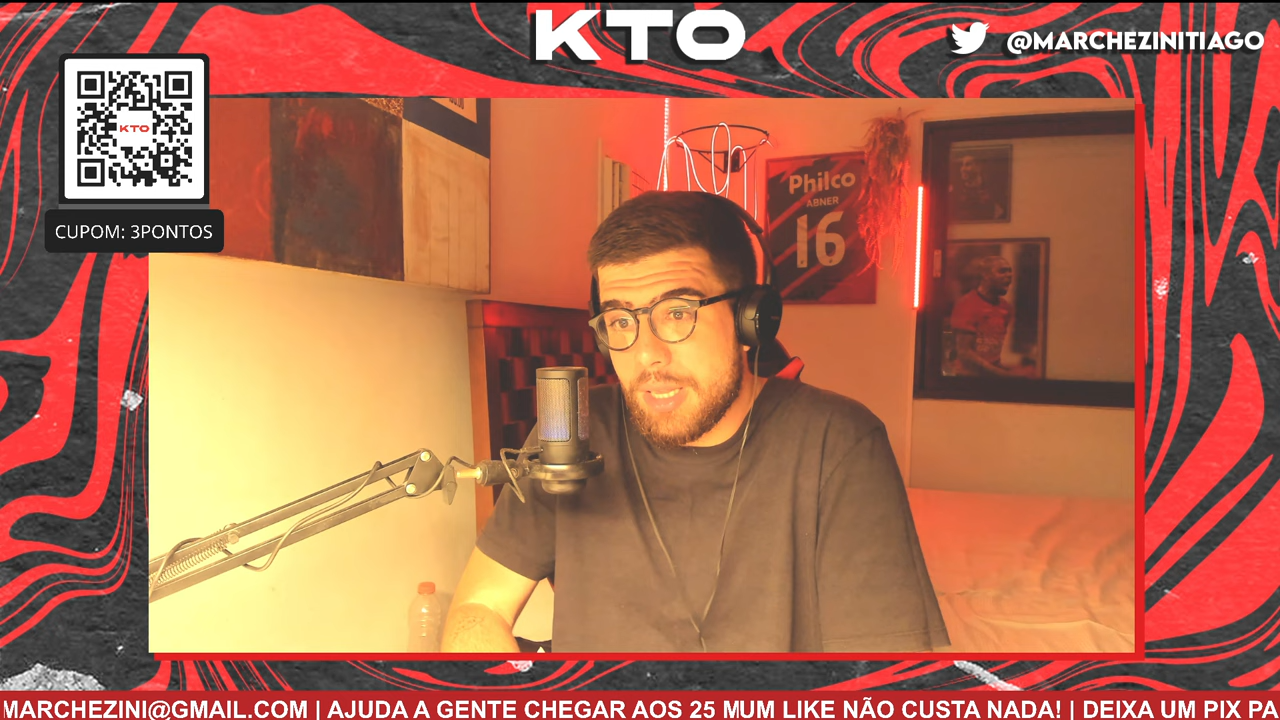 KTO
@MARCHEZINITIAGO
KTO
CUPOM: 3PONTOS
Philco
ABNER
16
MARCHEZINI@GMAIL.COM | AJUDA A GENTE CHEGAR AOS 25 MUM LIKE NÃO CUSTA NADA! | DEIXA UM PIX PA